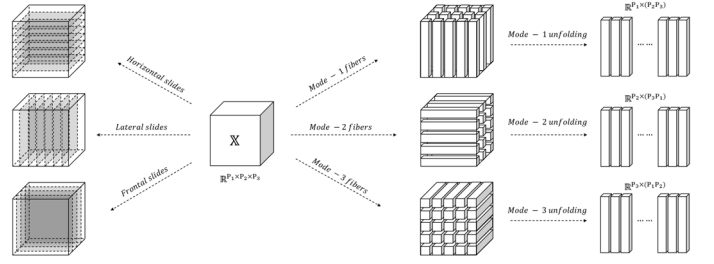 Horizontal slides
Lateral slides
Frontal slides
𝕏
ℝ^{P₁×P₂×P₃}
Mode − 1 fibers
Mode − 2 fibers
Mode − 3 fibers
Mode − 1 unfolding
Mode − 2 unfolding
Mode − 3 unfolding
ℝ^{P₁×(P₂P₃)}
... ...
ℝ^{P₂×(P₃P₁)}
... ...
ℝ^{P₃×(P₁P₂)}
... ...